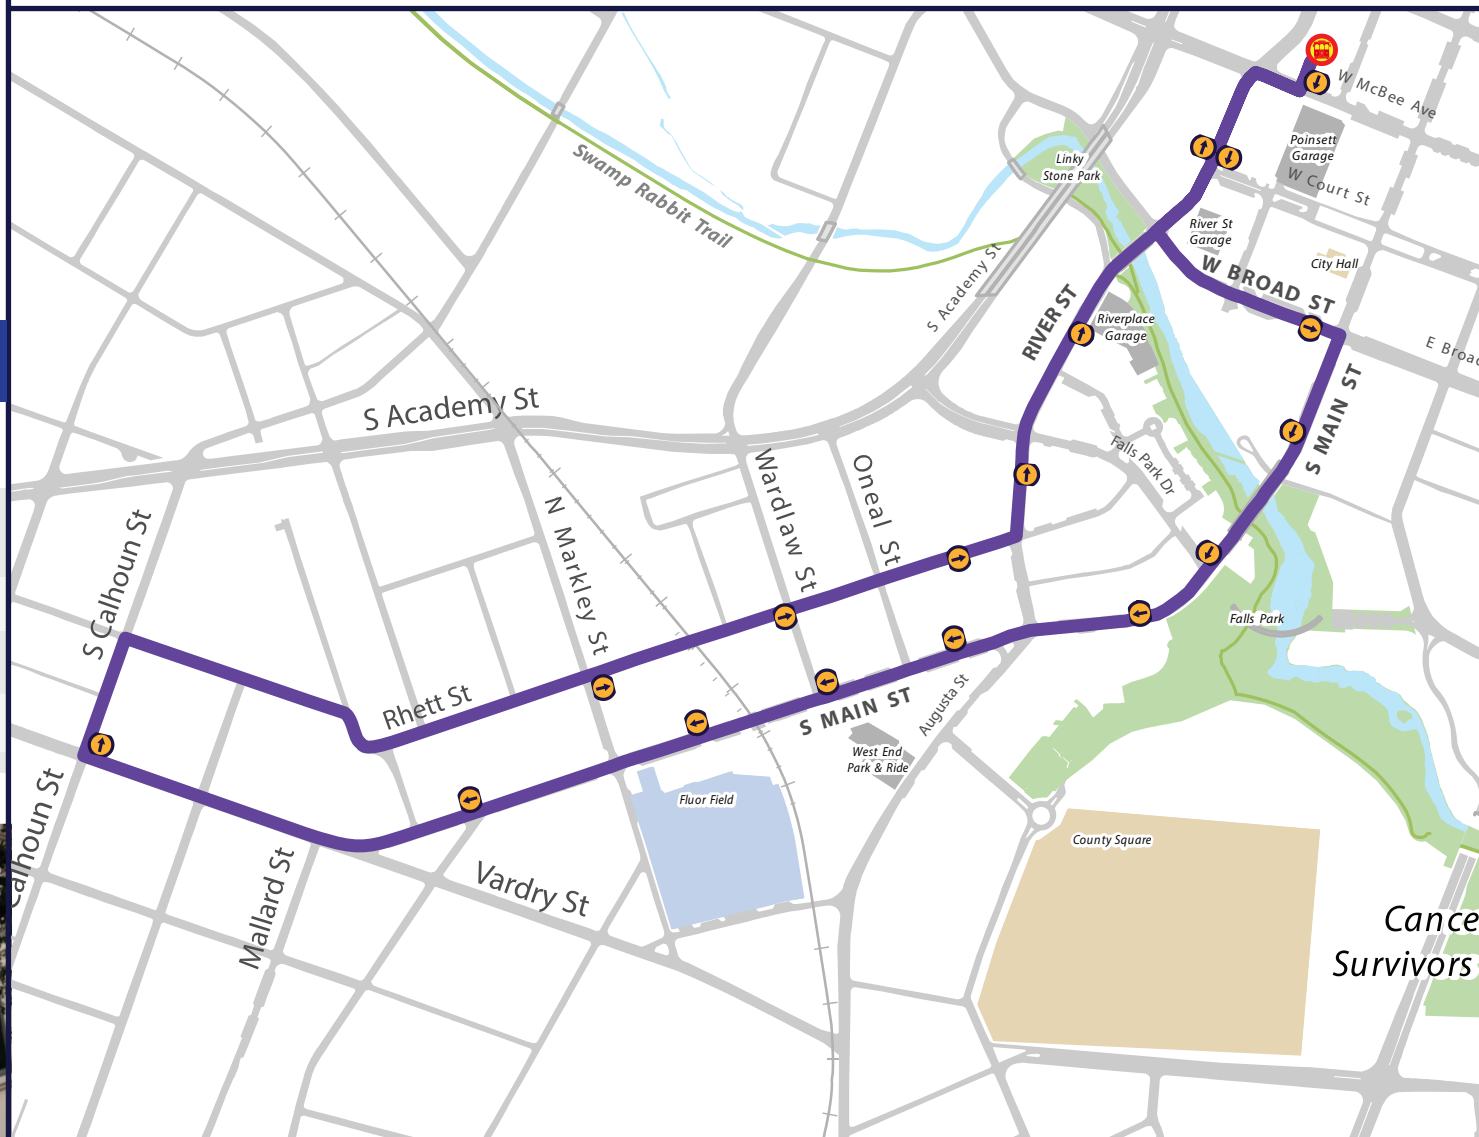 W McBee Ave
Poinsett
Garage
Linky
Stone Park
W Court St
Swamp Rabbit Trail
River St
Garage
S Academy St
City Hall
W BROAD ST
RIVER ST
Riverplace
Garage
E Broad
S MAIN ST
S Academy St
Falls Park Dr
Wardlaw St
Oneal St
N Markley St
S Calhoun St
Falls Park
Rhett St
S MAIN ST
Augusta St
West End
Park & Ride
Fluor Field
Calhoun St
County Square
Mallard St
Vardry St
Cance
Survivors